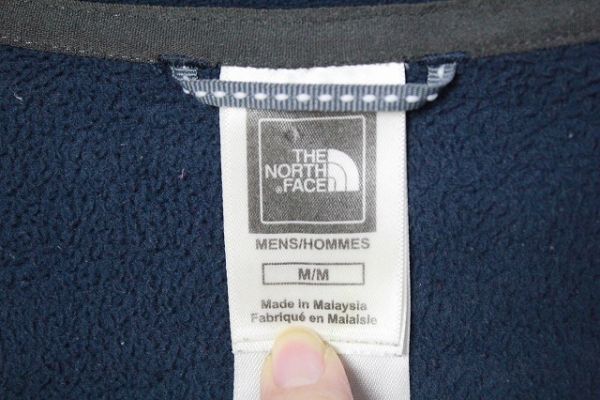 THE
NORTH
FACE
MENS/HOMMES
M/M
Made in Malaysia
Fabriqué en Malaisie